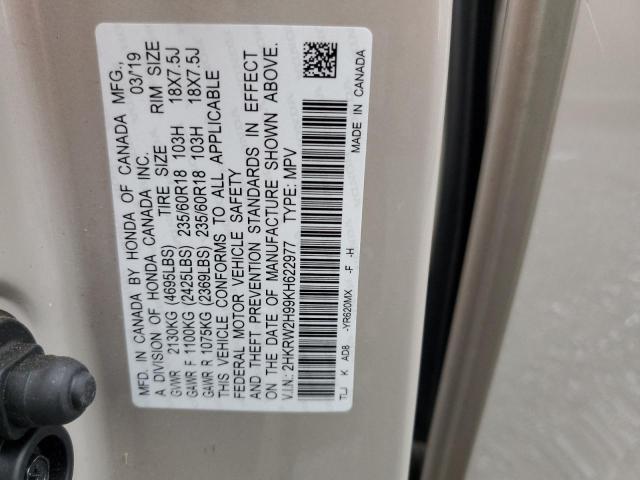 MFD. IN CANADA BY HONDA OF CANADA MFG.,
A DIVISION OF HONDA CANADA INC. 03/19
TIRE SIZE RIM SIZE
GVWR 2130KG (4695LBS)
GAWR F 1100KG (2425LBS) 235/60R18 103H 18X7.5J
GAWR R 1075KG (2369LBS) 235/60R18 103H 18X7.5J
THIS VEHICLE CONFORMS TO ALL APPLICABLE
FEDERAL MOTOR VEHICLE SAFETY
AND THEFT PREVENTION STANDARDS IN EFFECT
ON THE DATE OF MANUFACTURE SHOWN ABOVE.
V.I.N.: 2HKRW2H99KH622977 TYPE: MPV
TLJ K AD8 -YR620MX -F -H
MADE IN CANADA